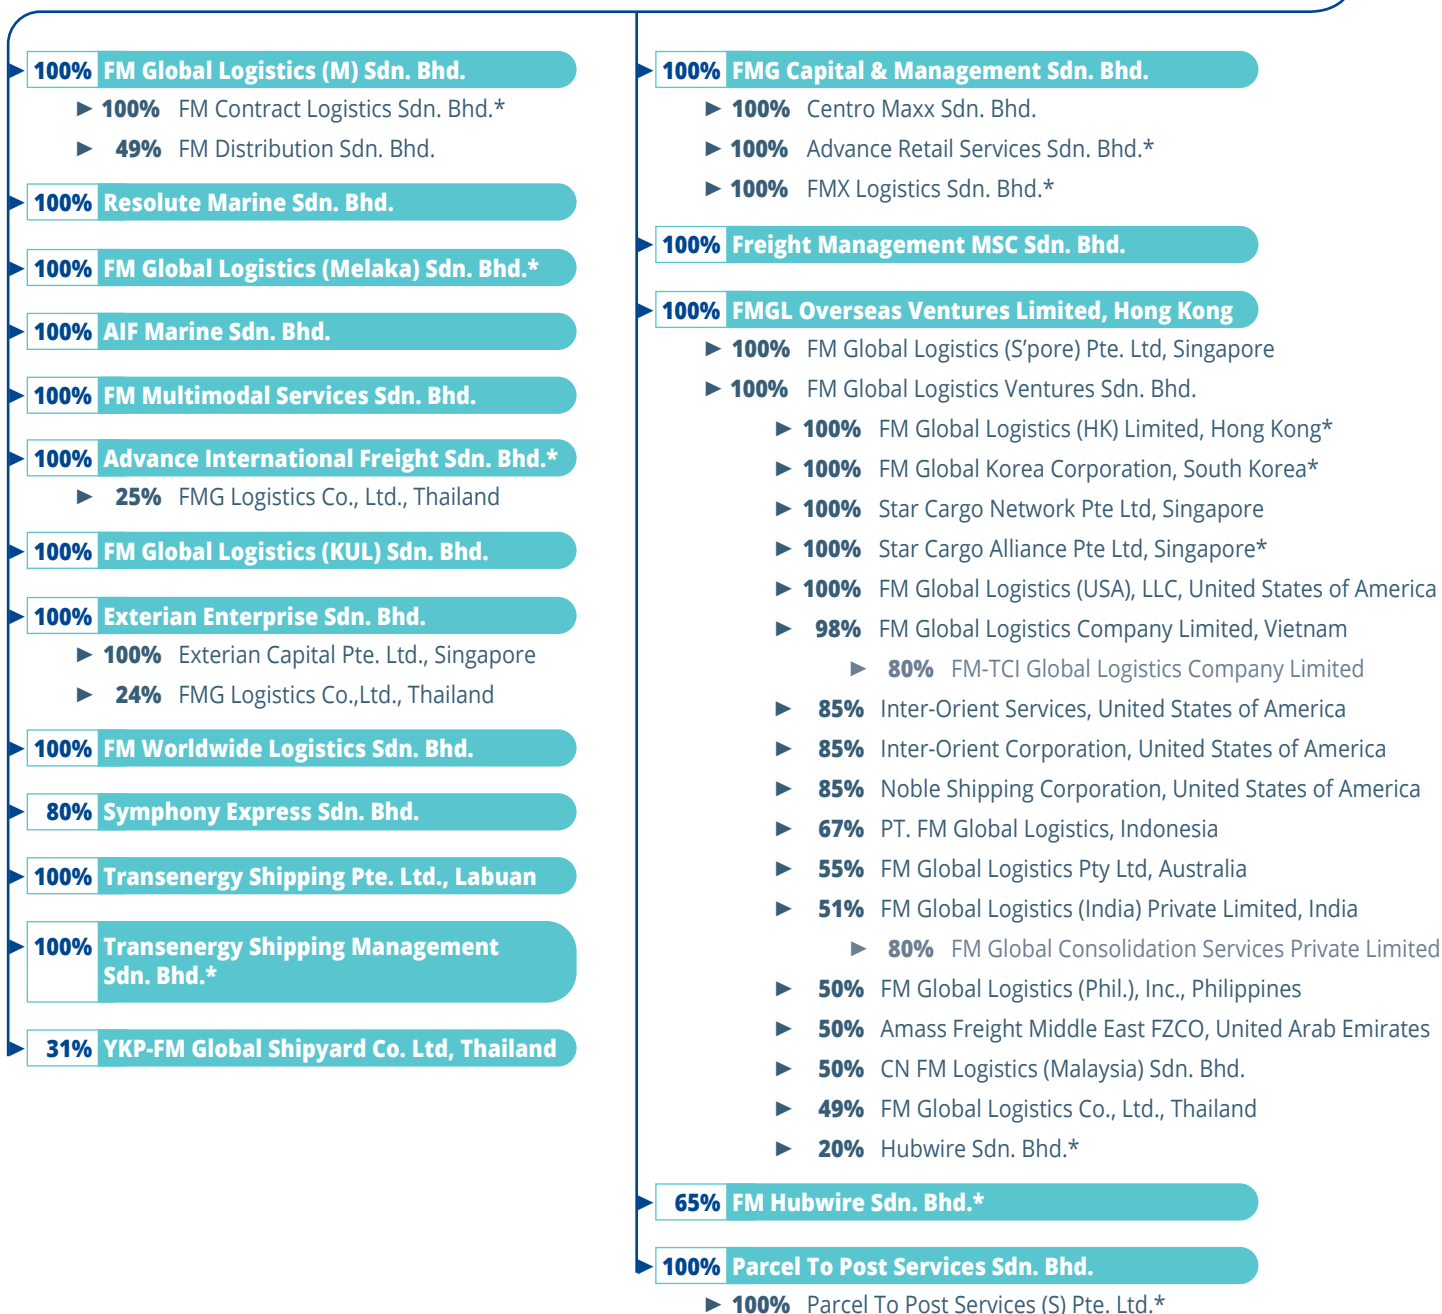 100% FM Global Logistics (M) Sdn. Bhd.
► 100% FM Contract Logistics Sdn. Bhd.*
► 49% FM Distribution Sdn. Bhd.
100% Resolute Marine Sdn. Bhd.
100% FM Global Logistics (Melaka) Sdn. Bhd.*
100% AIF Marine Sdn. Bhd.
100% FM Multimodal Services Sdn. Bhd.
100% Advance International Freight Sdn. Bhd.*
► 25% FMG Logistics Co., Ltd., Thailand
100% FM Global Logistics (KUL) Sdn. Bhd.
100% Exterian Enterprise Sdn. Bhd.
► 100% Exterian Capital Pte. Ltd., Singapore
► 24% FMG Logistics Co.,Ltd., Thailand
100% FM Worldwide Logistics Sdn. Bhd.
80% Symphony Express Sdn. Bhd.
100% Transenergy Shipping Pte. Ltd., Labuan
100% Transenergy Shipping Management
Sdn. Bhd.*
31% YKP-FM Global Shipyard Co. Ltd, Thailand
100% FMG Capital & Management Sdn. Bhd.
► 100% Centro Maxx Sdn. Bhd.
► 100% Advance Retail Services Sdn. Bhd.*
► 100% FMX Logistics Sdn. Bhd.*
100% Freight Management MSC Sdn. Bhd.
100% FMGL Overseas Ventures Limited, Hong Kong
► 100% FM Global Logistics (S’pore) Pte. Ltd, Singapore
► 100% FM Global Logistics Ventures Sdn. Bhd.
► 100% FM Global Logistics (HK) Limited, Hong Kong*
► 100% FM Global Korea Corporation, South Korea*
► 100% Star Cargo Network Pte Ltd, Singapore
► 100% Star Cargo Alliance Pte Ltd, Singapore*
► 100% FM Global Logistics (USA), LLC, United States of America
► 98% FM Global Logistics Company Limited, Vietnam
► 80% FM-TCI Global Logistics Company Limited
► 85% Inter-Orient Services, United States of America
► 85% Inter-Orient Corporation, United States of America
► 85% Noble Shipping Corporation, United States of America
► 67% PT. FM Global Logistics, Indonesia
► 55% FM Global Logistics Pty Ltd, Australia
► 51% FM Global Logistics (India) Private Limited, India
► 80% FM Global Consolidation Services Private Limited
► 50% FM Global Logistics (Phil.), Inc., Philippines
► 50% Amass Freight Middle East FZCO, United Arab Emirates
► 50% CN FM Logistics (Malaysia) Sdn. Bhd.
► 49% FM Global Logistics Co., Ltd., Thailand
► 20% Hubwire Sdn. Bhd.*
65% FM Hubwire Sdn. Bhd.*
100% Parcel To Post Services Sdn. Bhd.
► 100% Parcel To Post Services (S) Pte. Ltd.*